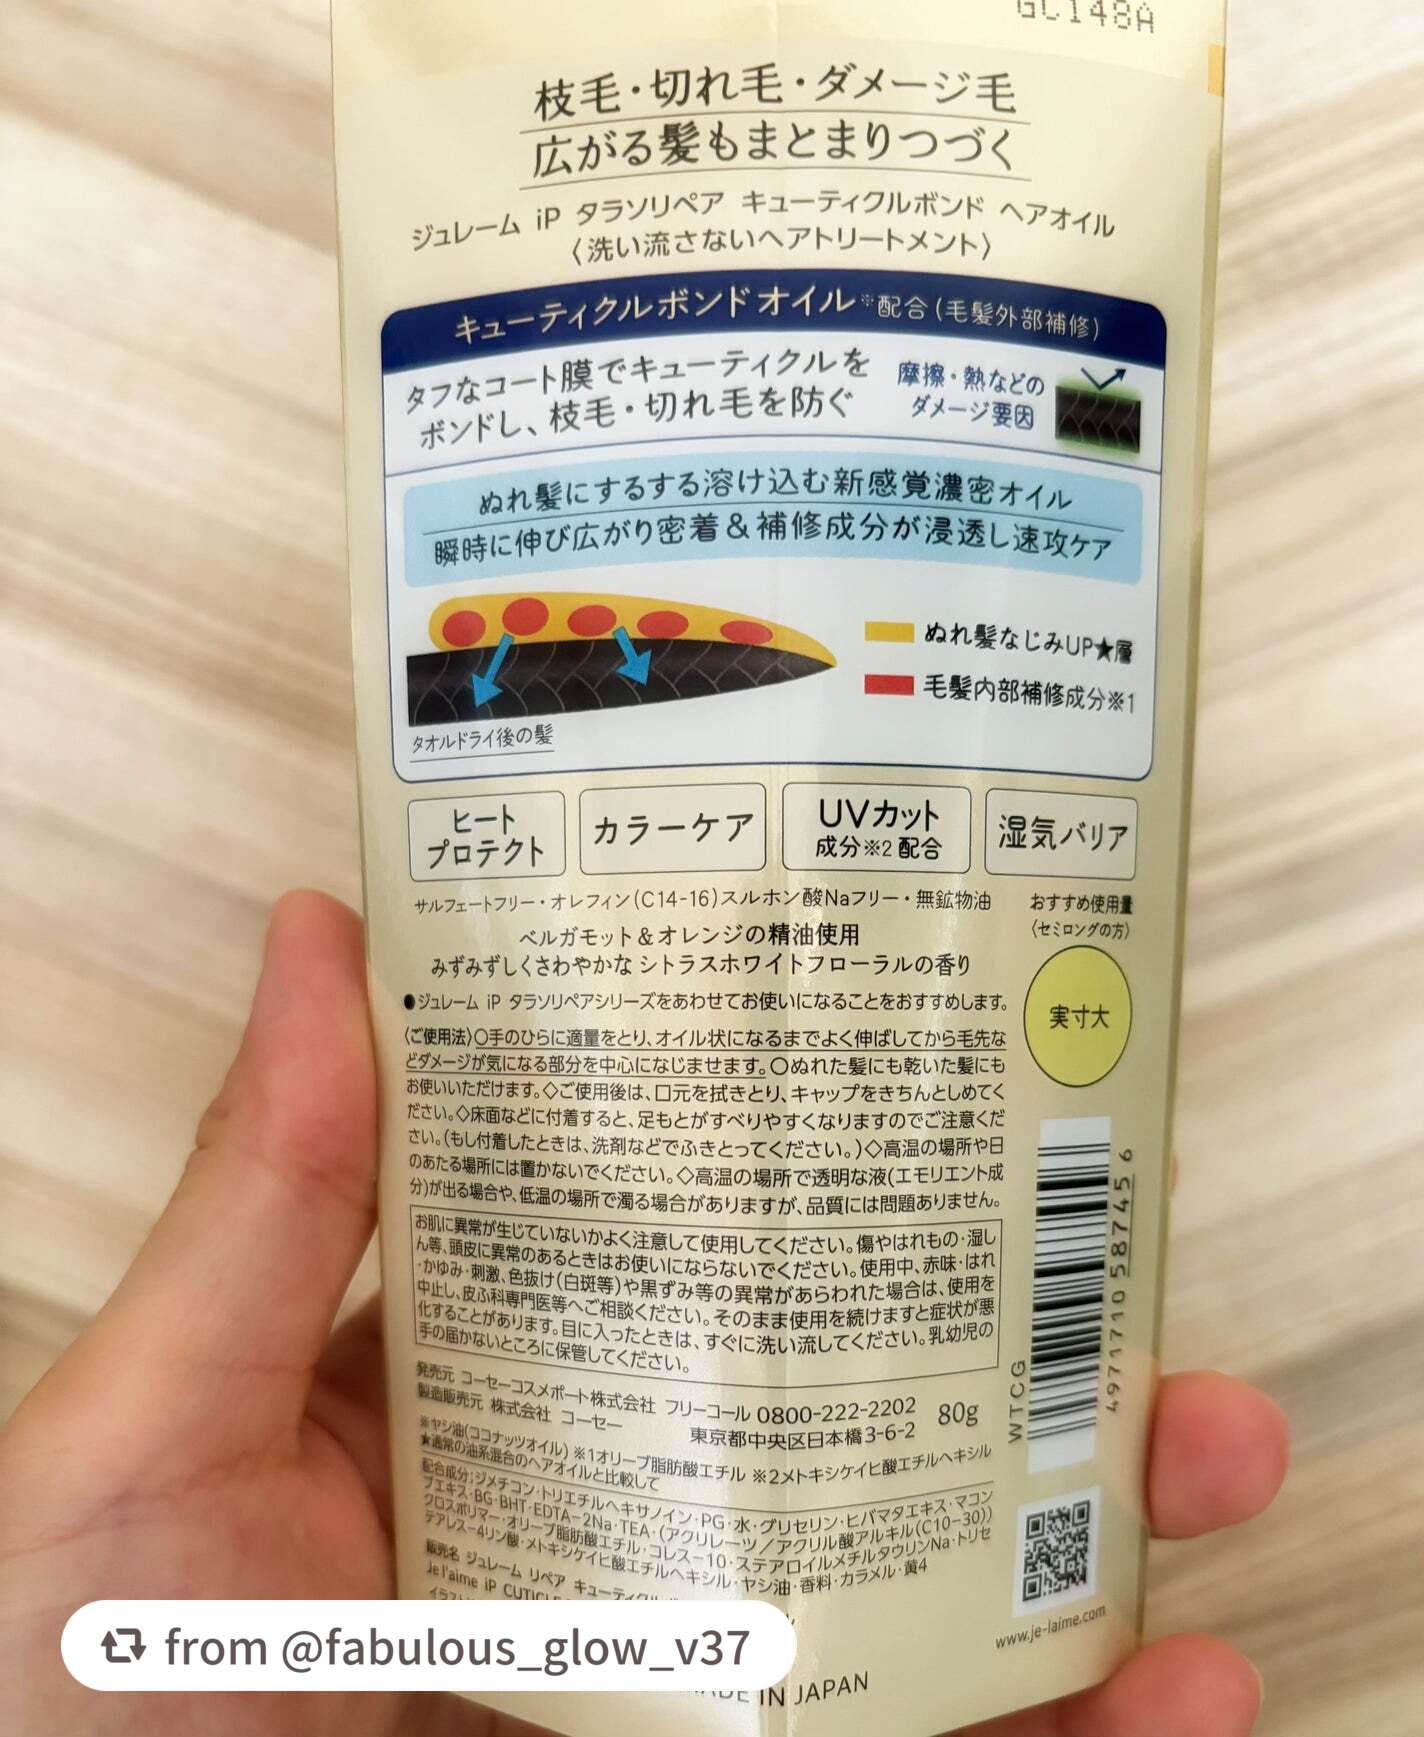 GC148A
枝毛・切れ毛・ダメージ毛
広がる髪もまとまりつづく
ジュレーム iP タラソリペア キューティクルボンド ヘアオイル
〈洗い流さないヘアトリートメント〉
キューティクルボンドオイル※配合(毛髪外部補修)
タフなコート膜でキューティクルを
ボンドし、枝毛・切れ毛を防ぐ
摩擦・熱などの
ダメージ要因
ぬれ髪にするする溶け込む新感覚濃密オイル
瞬時に伸び広がり密着&補修成分が浸透し速攻ケア
ぬれ髪なじみUP★層
毛髪内部補修成分※1
タオルドライ後の髪
ヒート
プロテクト
カラーケア
UVカット
成分※2配合
湿気バリア
サルフェートフリー・オレフィン(C14-16)スルホン酸Naフリー・無鉱物油
ベルガモット&オレンジの精油使用
みずみずしくさわやかな シトラスホワイトフローラルの香り
おすすめ使用量
〈セミロングの方〉
実寸大
●ジュレーム iP タラソリペアシリーズをあわせてお使いになることをおすすめします。
〈ご使用法〉○手のひらに適量をとり、オイル状になるまでよく伸ばしてから毛先な
どダメージが気になる部分を中心になじませます。○ぬれた髪にも乾いた髪にも
お使いいただけます。◇ご使用後は、口元を拭きとり、キャップをきちんとしめてく
ださい。◇床面などに付着すると、足もとがすべりやすくなりますのでご注意くだ
さい。(もし付着したときは、洗剤などでふきとってください。)◇高温の場所や日
のあたる場所には置かないでください。◇高温の場所で透明な液(エモリエント成
分)が出る場合や、低温の場所で濁る場合がありますが、品質には問題ありません。
お肌に異常が生じていないかよく注意して使用してください。傷やはれもの・湿し
ん等、頭皮に異常のあるときはお使いにならないでください。使用中、赤味・はれ
・かゆみ・刺激、色抜け(白斑等)や黒ずみ等の異常があらわれた場合は、使用を
中止し、皮ふ科専門医等へご相談ください。そのまま使用を続けますと症状が悪
化することがあります。目に入ったときは、すぐに洗い流してください。乳幼児の
手の届かないところに保管してください。
発売元 コーセーコスメポート株式会社 フリーコール 0800-222-2202
製造販売元 株式会社 コーセー 東京都中央区日本橋3-6-2
80g
※ヤシ油(ココナッツオイル) ※1オリーブ脂肪酸エチル ※2メトキシケイヒ酸エチルヘキシル
★通常の油系混合のヘアオイルと比較して
配合成分;ジメチコン・トリエチルヘキサノイン・PG・水・グリセリン・ヒバマタエキス・マコン
ブエキス・BG・BHT・EDTA-2Na・TEA・(アクリレーツ/アクリル酸アルキル(C10-30))
クロスポリマー・オリーブ脂肪酸エチル・コレス-10・ステアロイルメチルタウリンNa・トリセ
テアレス-4リン酸・メトキシケイヒ酸エチルヘキシル・ヤシ油・香料・カラメル・黄4
販売名 ジュレーム リペア キューティクル
Je l'aime iP CUTICLE
イラスト
WTCG
4971710587456
www.je-laime.com
MADE IN JAPAN
from @fabulous_glow_v37